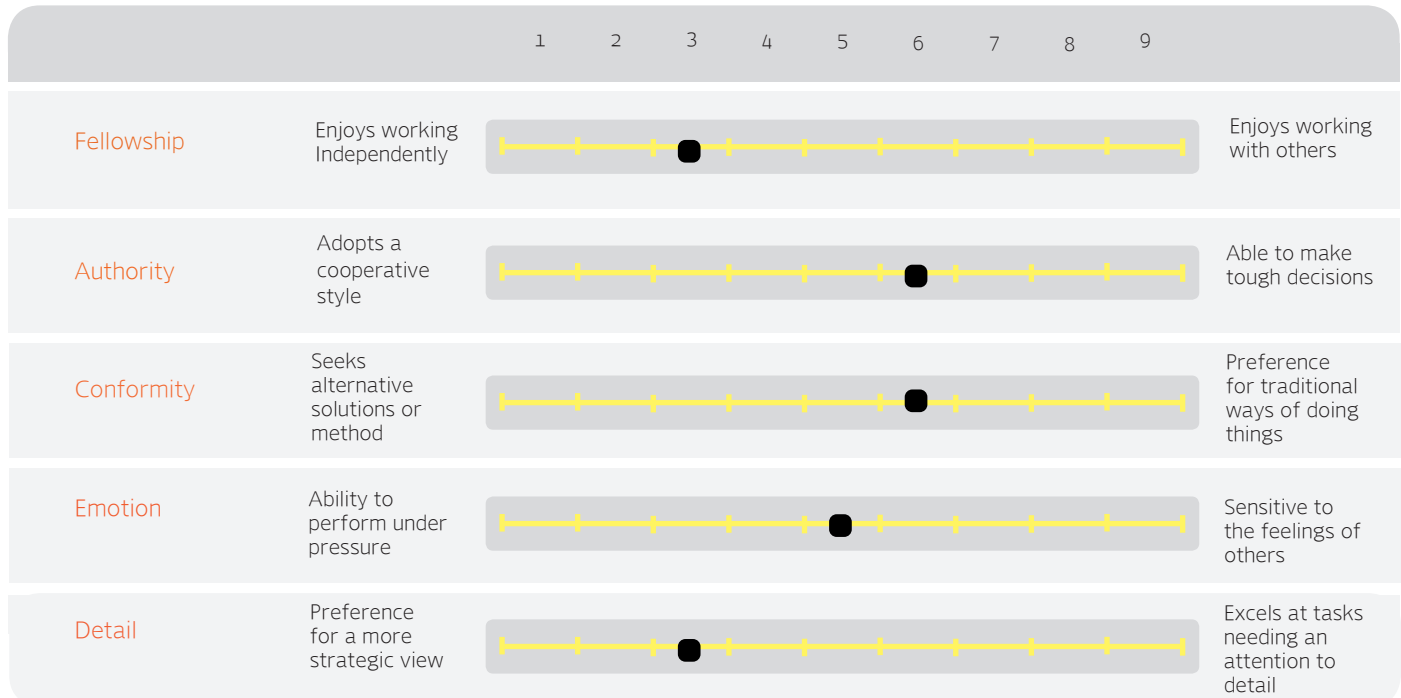 1 2 3 4 5 6 7 8 9
Fellowship
Enjoys working
Independently
Enjoys working
with others
Authority
Adopts a
cooperative
style
Able to make
tough decisions
Conformity
Seeks
alternative
solutions or
method
Preference
for traditional
ways of doing
things
Emotion
Ability to
perform under
pressure
Sensitive to
the feelings of
others
Detail
Preference
for a more
strategic view
Excels at tasks
needing an
attention to
detail